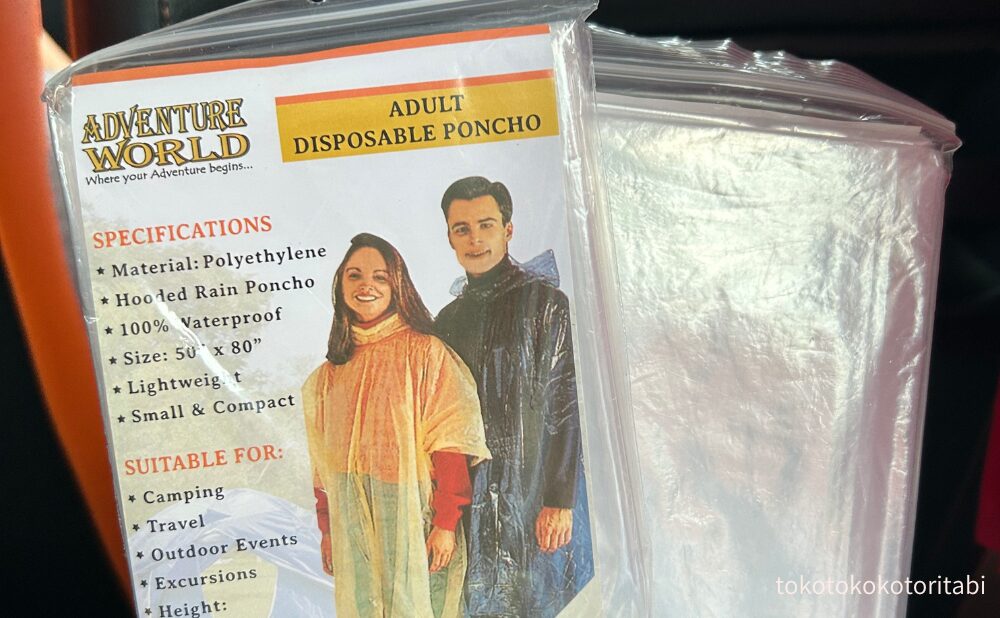 ADVENTURE
WORLD
Where your Adventure begins...
ADULT
DISPOSABLE PONCHO
SPECIFICATIONS
★ Material: Polyethylene
★ Hooded Rain Poncho
★ 100% Waterproof
★ Size: 50" x 80"
★ Lightweight
★ Small & Compact
SUITABLE FOR:
★ Camping
★ Travel
★ Outdoor Events
★ Excursions
★ Height:
tokotokokotoritabi